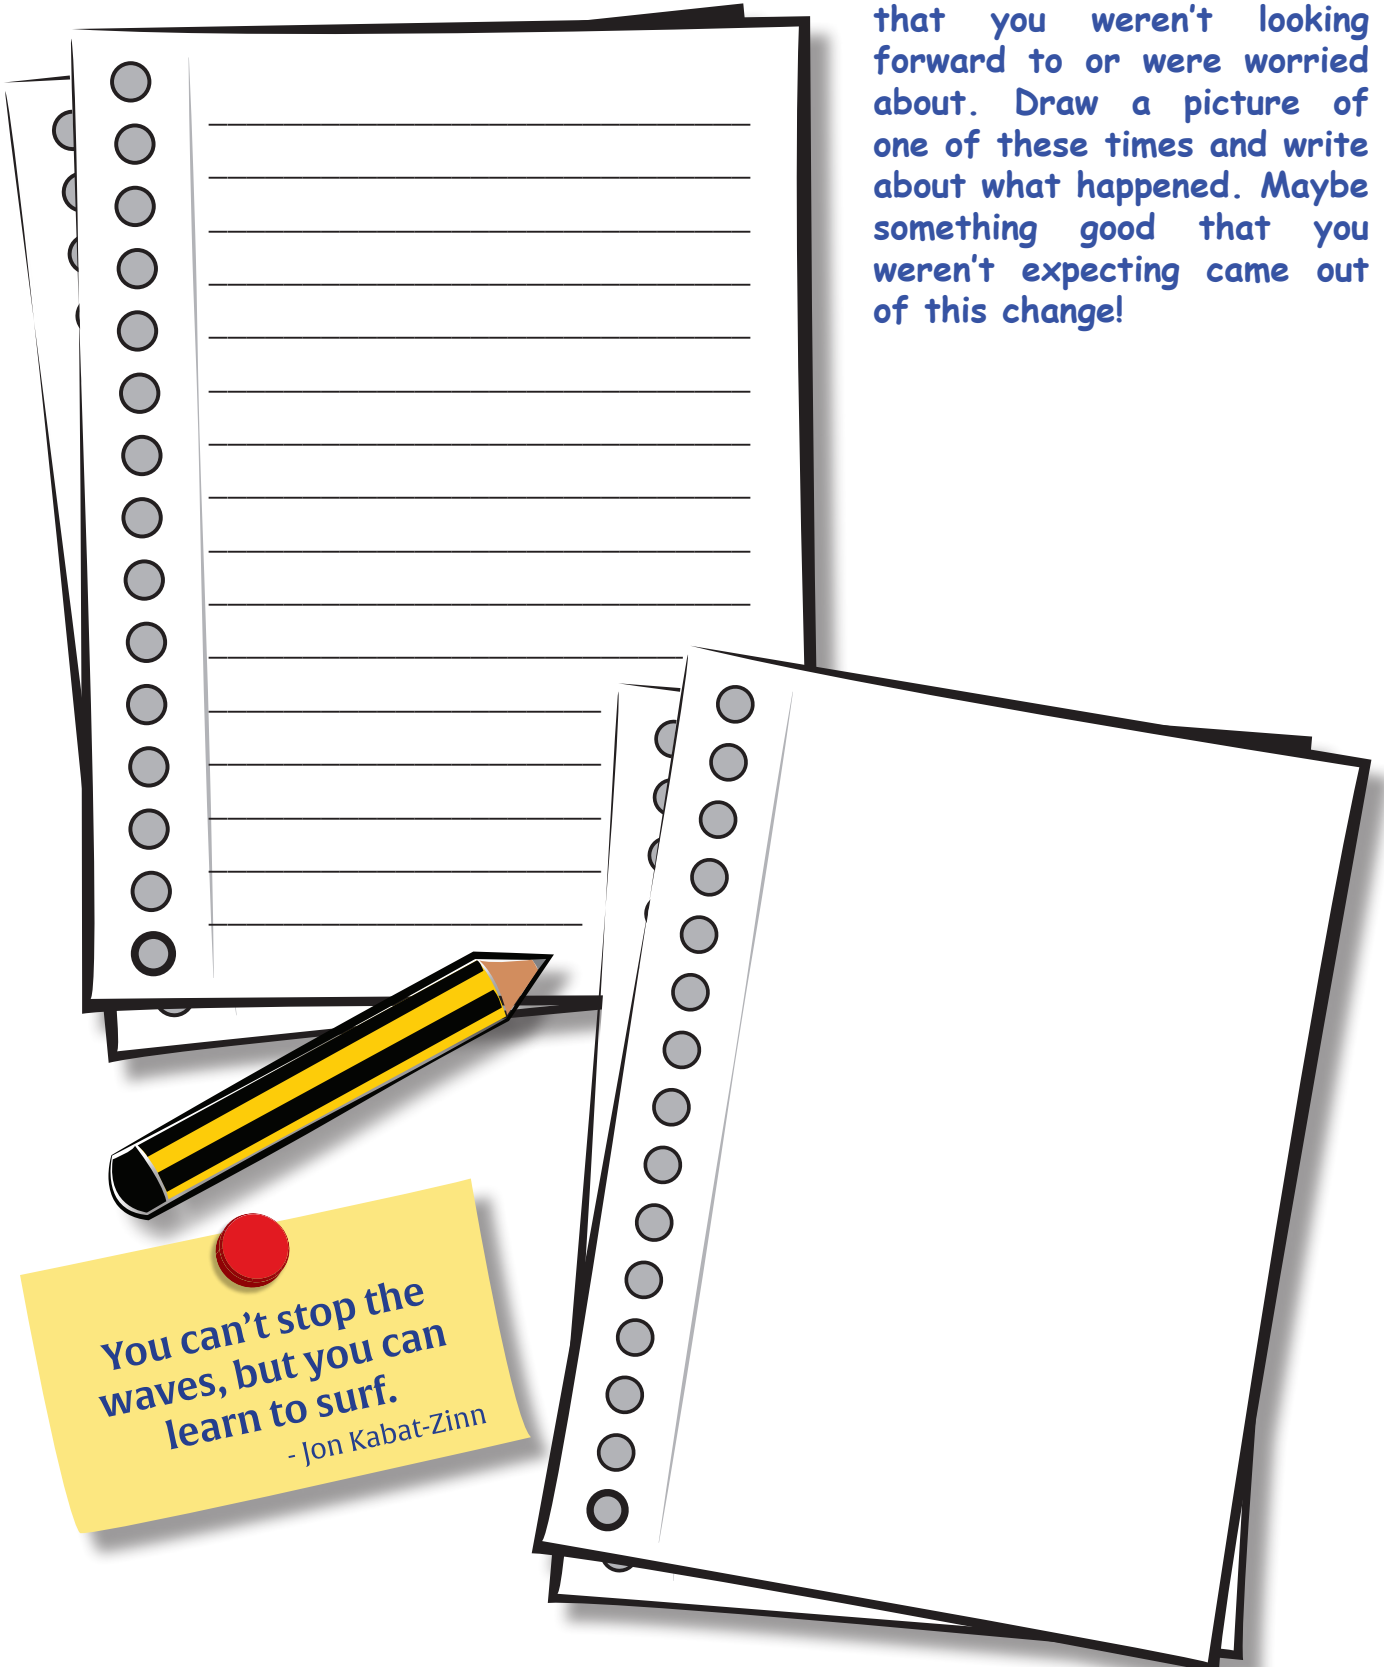 that you weren't looking
forward to or were worried
about. Draw a picture of
one of these times and write
about what happened. Maybe
something good that you
weren't expecting came out
of this change!
You can't stop the
waves, but you can
learn to surf.
- Jon Kabat-Zinn